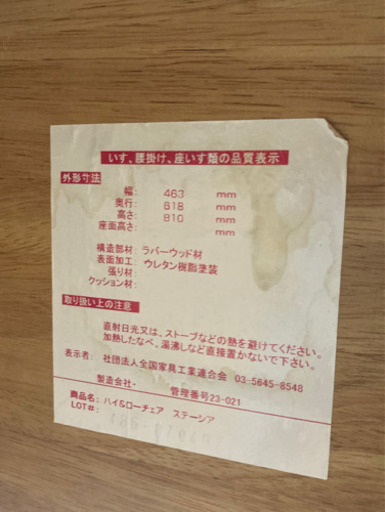 いす、腰掛け、座いす類の品質表示
外形寸法
幅: 463 mm
奥行: 618 mm
高さ: 810 mm
座面高さ: mm
構造部材: ラバーウッド材
表面加工: ウレタン樹脂塗装
張り材:
クッション材:
取り扱い上の注意
直射日光又は、ストーブなどの熱を避けてください。
加熱したなべ、湯沸しなど直接置かないで下さい。
表示者: 社団法人全国家具工業連合会 03-5645-8548
製造会社・ 管理番号23-021
商品名: ハイ&ローチェア ステーシア
LOT#: